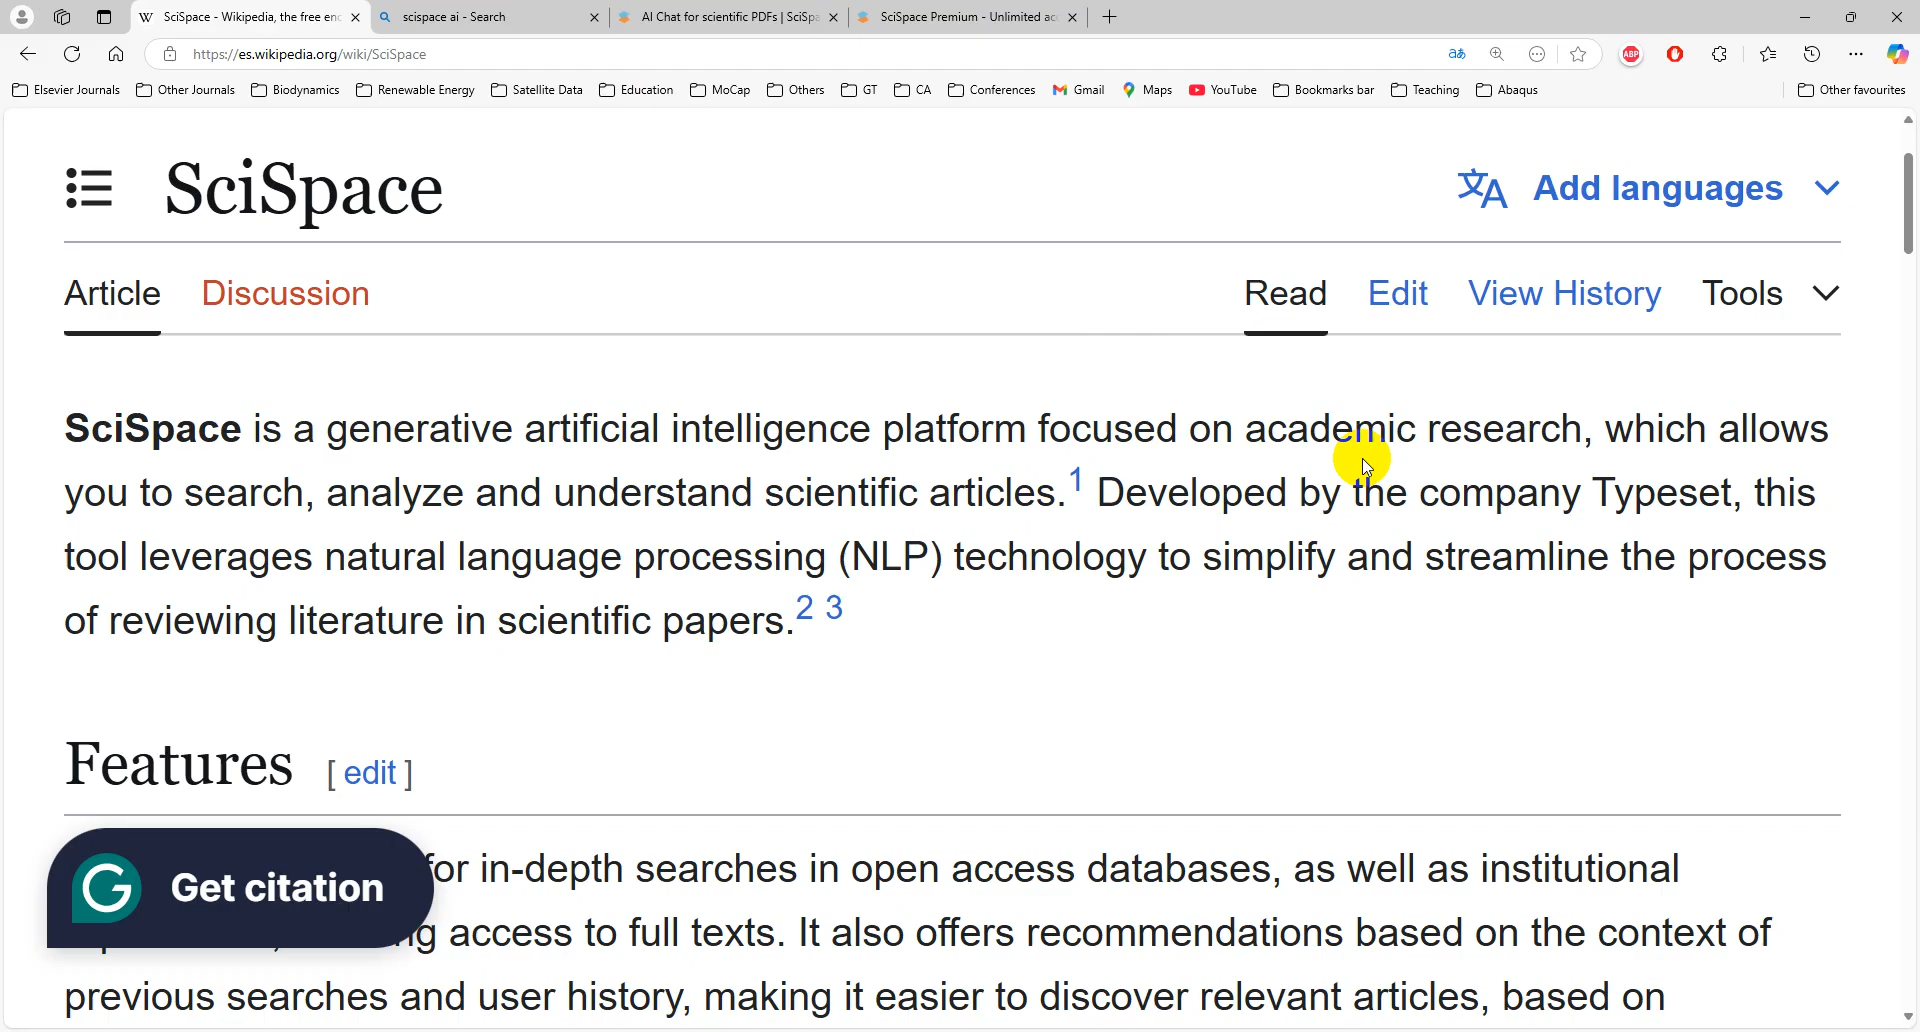 SciSpace - Wikipedia, the free enc
scispace ai - Search
AI Chat for scientific PDFs | SciSpa
SciSpace Premium - Unlimited ac
https://es.wikipedia.org/wiki/SciSpace
aあ
ABP
Elsevier Journals
Other Journals
Biodynamics
Renewable Energy
Satellite Data
Education
MoCap
Others
GT
CA
Conferences
Gmail
Maps
YouTube
Bookmarks bar
Teaching
Abaqus
Other favourites
SciSpace
文A Add languages
Article Discussion
Read Edit View History Tools
SciSpace is a generative artificial intelligence platform focused on academic research, which allows
you to search, analyze and understand scientific articles.1 Developed by the company Typeset, this
tool leverages natural language processing (NLP) technology to simplify and streamline the process
of reviewing literature in scientific papers.2 3
Features [ edit ]
for in-depth searches in open access databases, as well as institutional
Get citation
g access to full texts. It also offers recommendations based on the context of
previous searches and user history, making it easier to discover relevant articles, based on